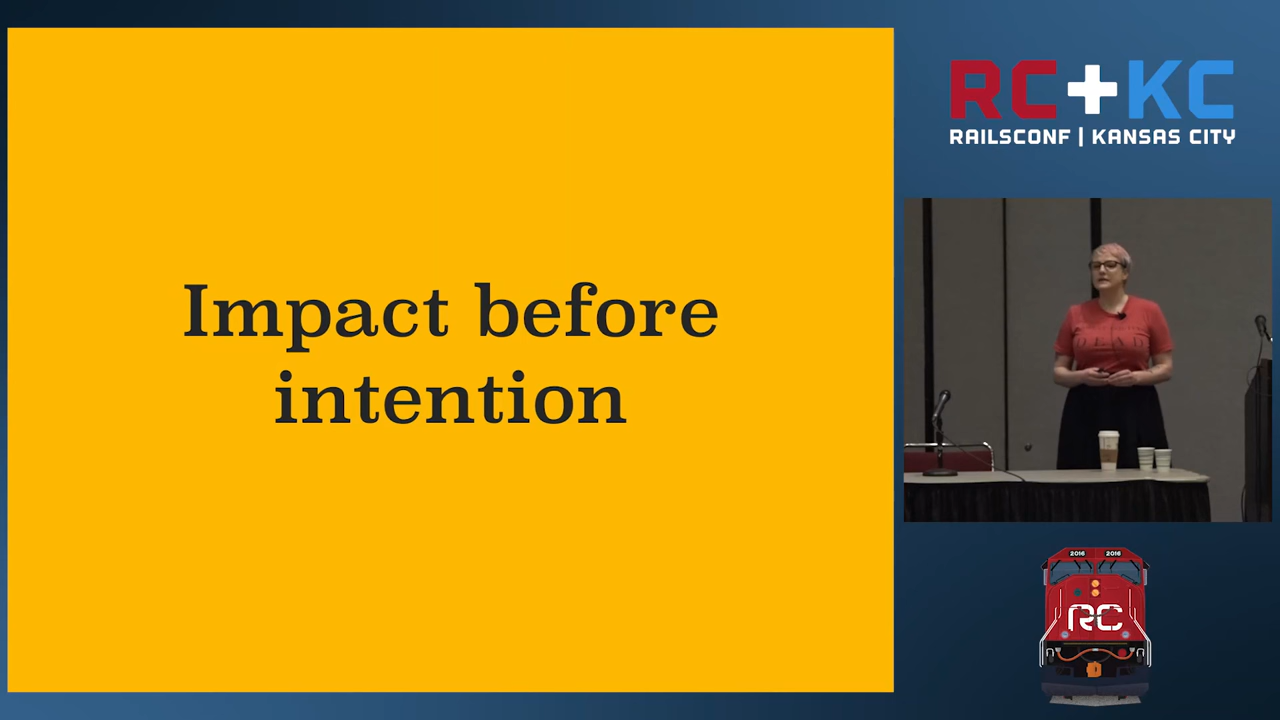 Impact before
intention
RC+KC
RAILSCONF | KANSAS CITY
2016 2016
RC